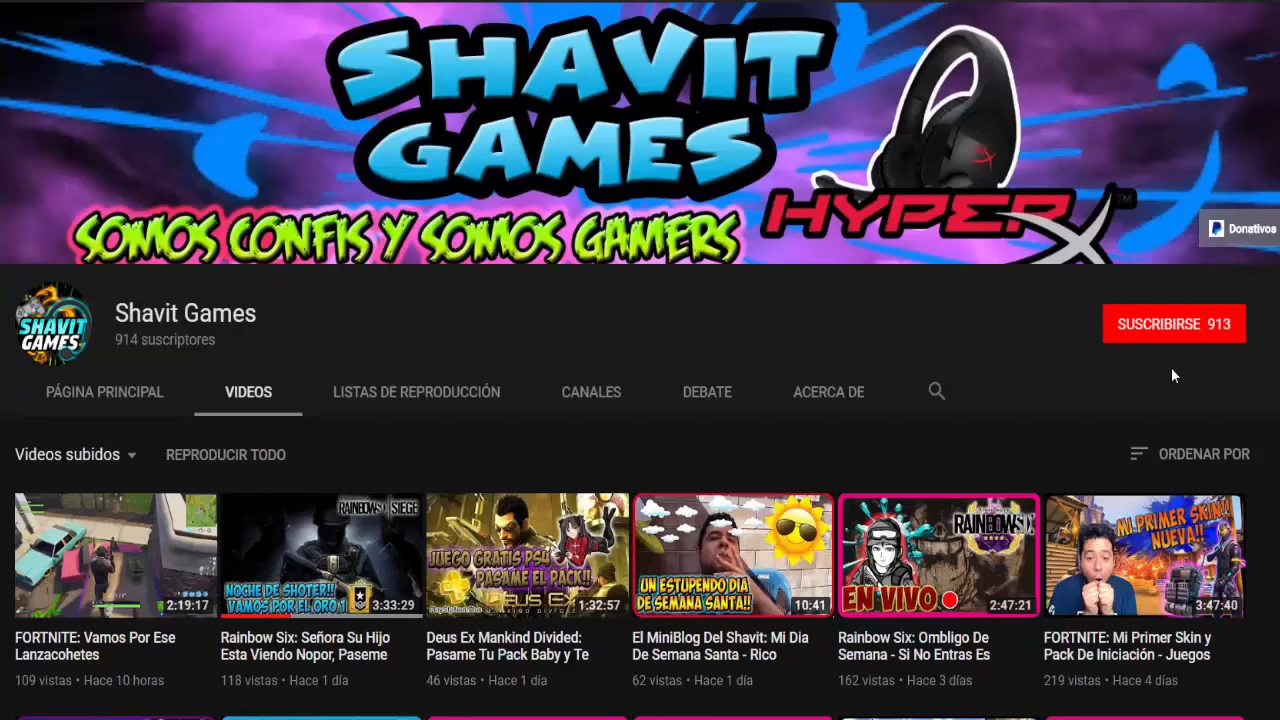 SHAVIT
GAMES
SOMOS CONFIS Y SOMOS GAMERS
HYPERX
TM
Donativos
SHAVIT
GAMES
Shavit Games
914 suscriptores
SUSCRIBIRSE 913
PÁGINA PRINCIPAL
VIDEOS
LISTAS DE REPRODUCCIÓN
CANALES
DEBATE
ACERCA DE
Videos subidos
REPRODUCIR TODO
ORDENAR POR
2:19:17
FORTNITE: Vamos Por Ese
Lanzacohetes
109 vistas • Hace 10 horas
RAINBOW SIX SIEGE
NOCHE DE SHOTER!!
VAMOS POR EL ORO 1
3:33:29
Rainbow Six: Señora Su Hijo
Esta Viendo Nopor, Paseme
118 vistas • Hace 1 día
JUEGO GRATIS PS4
PASAME EL PACK!!
DEUS EX
1:32:57
Deus Ex Mankind Divided:
Pasame Tu Pack Baby y Te
46 vistas • Hace 1 día
UN ESTUPENDO DIA
DE SEMANA SANTA!!
10:41
El MiniBlog Del Shavit: Mi Dia
De Semana Santa - Rico
62 vistas • Hace 1 día
RAINBOW SIX
EN VIVO
2:47:21
Rainbow Six: Ombligo De
Semana - Si No Entras Es
162 vistas • Hace 3 días
MI PRIMER SKIN!!
NUEVA!!
3:47:40
FORTNITE: Mi Primer Skin y
Pack De Iniciación - Juegos
219 vistas • Hace 4 días